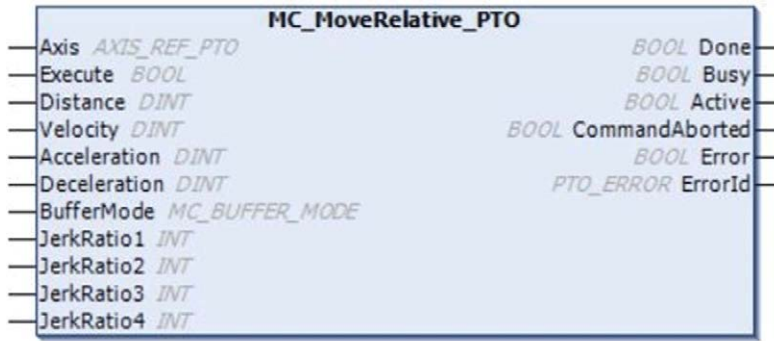 MC_MoveRelative_PTO
Axis AXIS_REF_PTO BOOL Done
Execute BOOL BOOL Busy
Distance DINT BOOL Active
Velocity DINT BOOL CommandAborted
Acceleration DINT BOOL Error
Deceleration DINT PTO_ERROR ErrorId
BufferMode MC_BUFFER_MODE
JerkRatio1 INT
JerkRatio2 INT
JerkRatio3 INT
JerkRatio4 INT